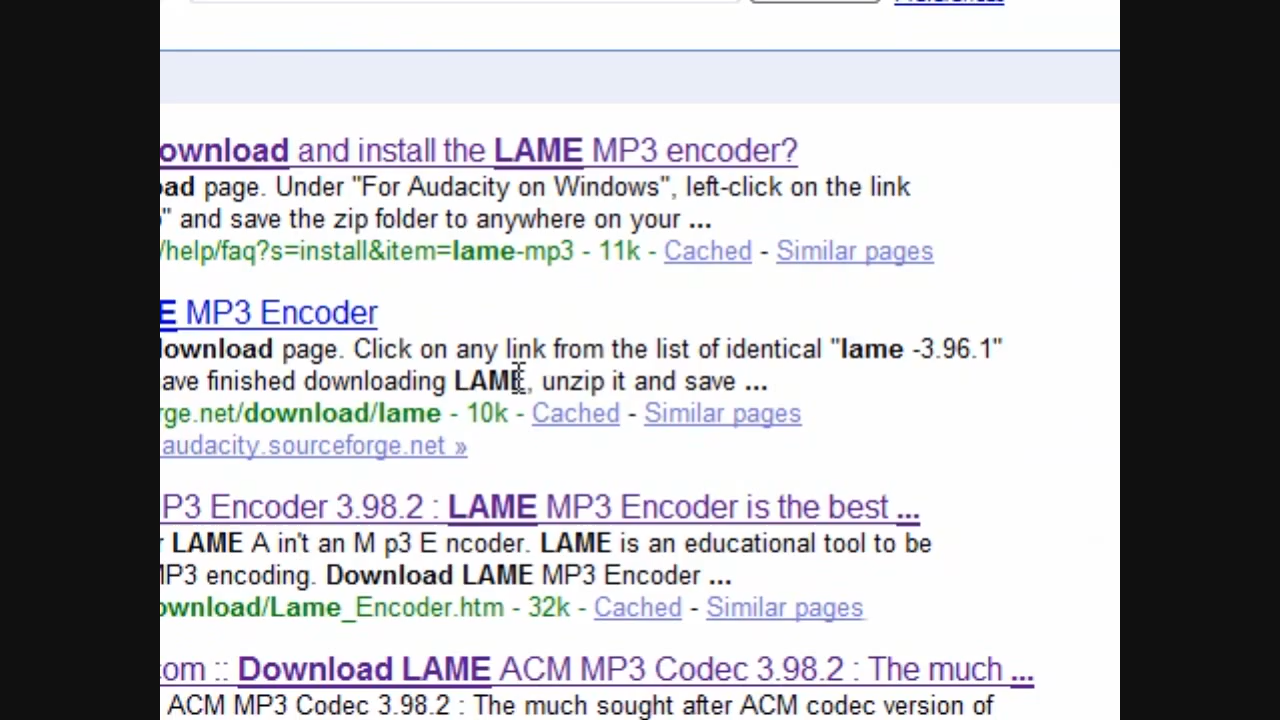 Preferences
ownload and install the LAME MP3 encoder?
ad page. Under "For Audacity on Windows", left-click on the link
" and save the zip folder to anywhere on your ...
/help/faq?s=install&item=lame-mp3 - 11k - Cached - Similar pages
E MP3 Encoder
ownload page. Click on any link from the list of identical "lame -3.96.1"
ave finished downloading LAME, unzip it and save ...
rge.net/download/lame - 10k - Cached - Similar pages
audacity.sourceforge.net »
P3 Encoder 3.98.2 : LAME MP3 Encoder is the best ...
r LAME A in't an M p3 E ncoder. LAME is an educational tool to be
MP3 encoding. Download LAME MP3 Encoder ...
ownload/Lame_Encoder.htm - 32k - Cached - Similar pages
com :: Download LAME ACM MP3 Codec 3.98.2 : The much ...
ACM MP3 Codec 3.98.2 : The much sought after ACM codec version of